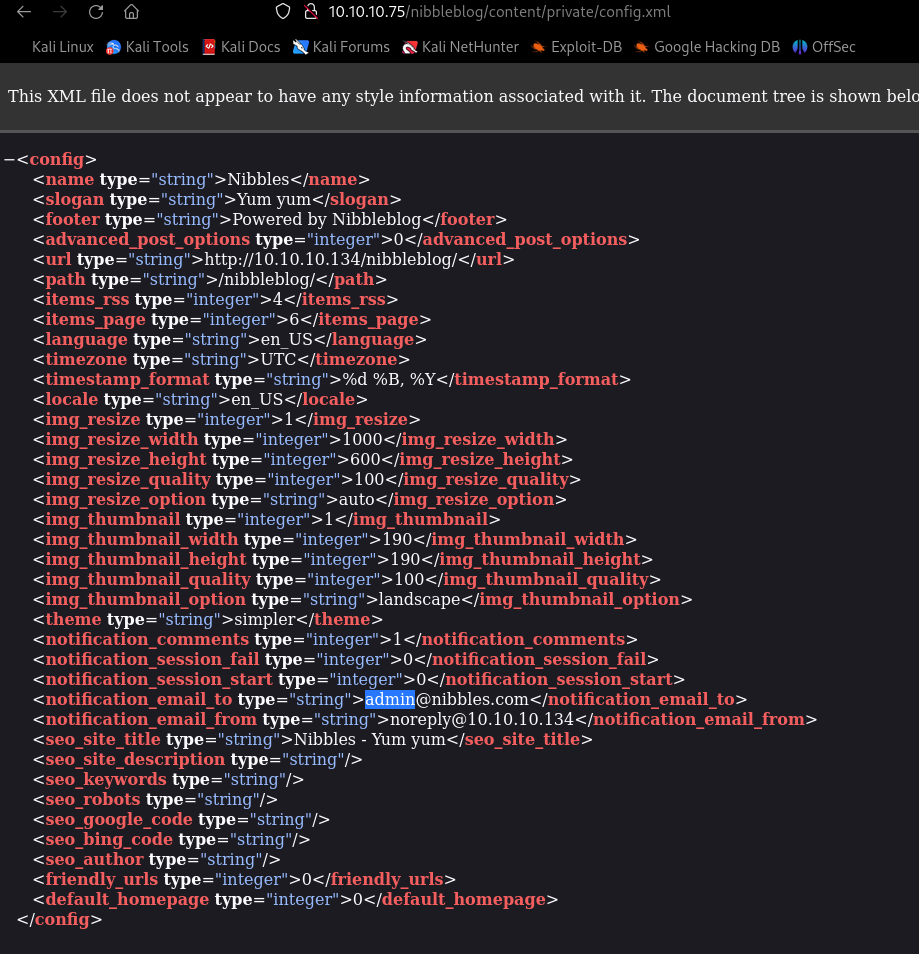 10.10.10.75/nibbleblog/content/private/config.xml
Kali Linux Kali Tools Kali Docs Kali Forums Kali NetHunter Exploit-DB Google Hacking DB OffSec
This XML file does not appear to have any style information associated with it. The document tree is shown belo
−<config>
<name type="string">Nibbles</name>
<slogan type="string">Yum yum</slogan>
<footer type="string">Powered by Nibbleblog</footer>
<advanced_post_options type="integer">0</advanced_post_options>
<url type="string">http://10.10.10.134/nibbleblog/</url>
<path type="string">/nibbleblog/</path>
<items_rss type="integer">4</items_rss>
<items_page type="integer">6</items_page>
<language type="string">en_US</language>
<timezone type="string">UTC</timezone>
<timestamp_format type="string">%d %B, %Y</timestamp_format>
<locale type="string">en_US</locale>
<img_resize type="integer">1</img_resize>
<img_resize_width type="integer">1000</img_resize_width>
<img_resize_height type="integer">600</img_resize_height>
<img_resize_quality type="integer">100</img_resize_quality>
<img_resize_option type="string">auto</img_resize_option>
<img_thumbnail type="integer">1</img_thumbnail>
<img_thumbnail_width type="integer">190</img_thumbnail_width>
<img_thumbnail_height type="integer">190</img_thumbnail_height>
<img_thumbnail_quality type="integer">100</img_thumbnail_quality>
<img_thumbnail_option type="string">landscape</img_thumbnail_option>
<theme type="string">simpler</theme>
<notification_comments type="integer">1</notification_comments>
<notification_session_fail type="integer">0</notification_session_fail>
<notification_session_start type="integer">0</notification_session_start>
<notification_email_to type="string">admin@nibbles.com</notification_email_to>
<notification_email_from type="string">noreply@10.10.10.134</notification_email_from>
<seo_site_title type="string">Nibbles - Yum yum</seo_site_title>
<seo_site_description type="string"/>
<seo_keywords type="string"/>
<seo_robots type="string"/>
<seo_google_code type="string"/>
<seo_bing_code type="string"/>
<seo_author type="string"/>
<friendly_urls type="integer">0</friendly_urls>
<default_homepage type="integer">0</default_homepage>
</config>